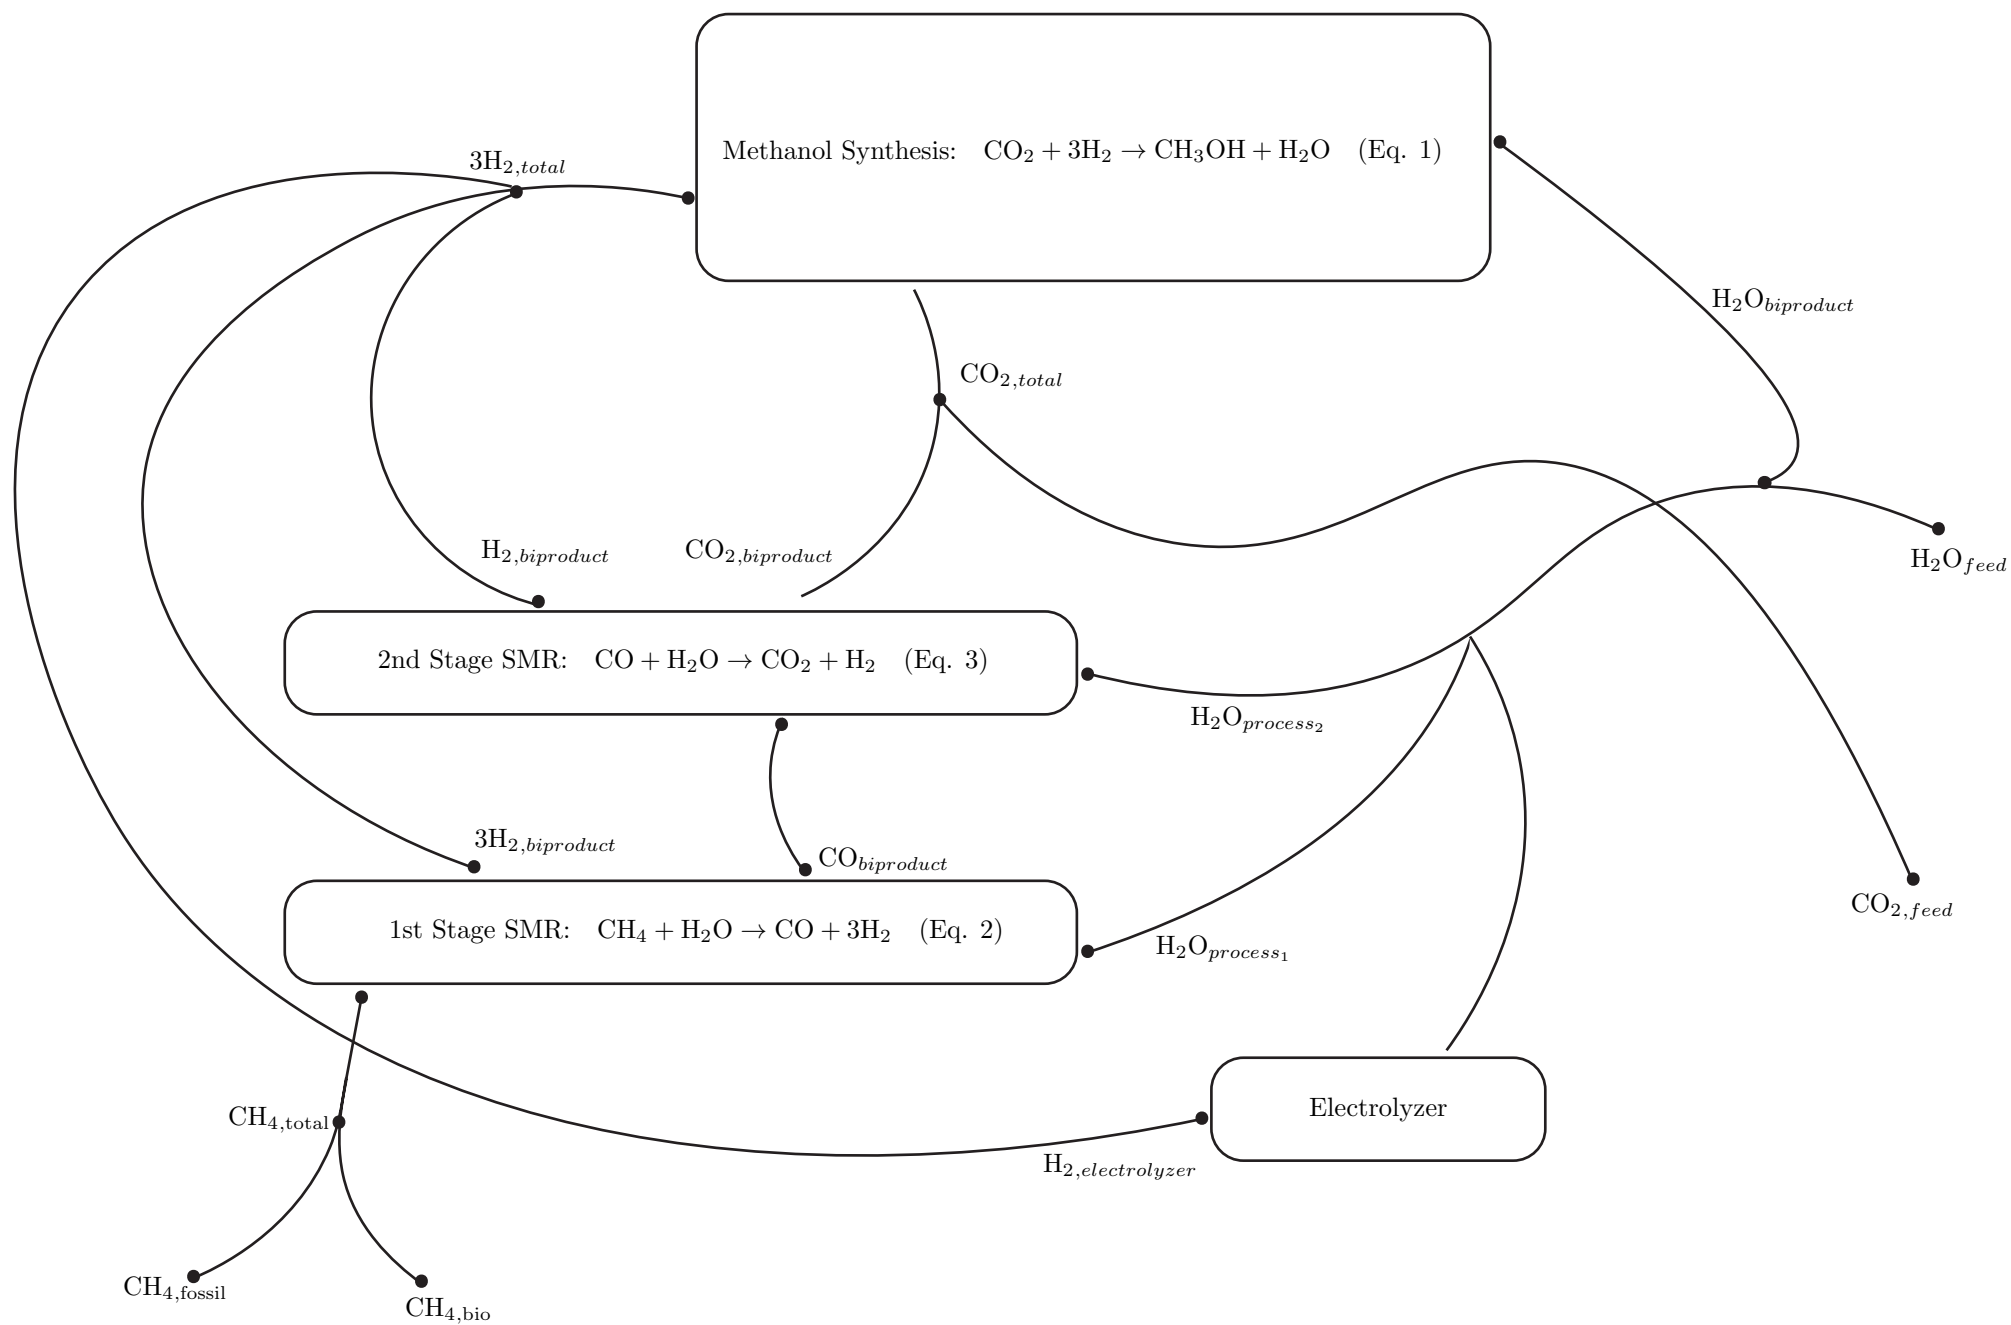 Methanol Synthesis: CO₂ + 3H₂ → CH₃OH + H₂O (Eq. 1)
3H₂,total
H₂Obiproduct
CO₂,total
H₂,biproduct
CO₂,biproduct
H₂Ofeed
2nd Stage SMR: CO + H₂O → CO₂ + H₂ (Eq. 3)
H₂Oprocess₂
3H₂,biproduct
CObiproduct
CO₂,feed
1st Stage SMR: CH₄ + H₂O → CO + 3H₂ (Eq. 2)
H₂Oprocess₁
CH₄,total
Electrolyzer
H₂,electrolyzer
CH₄,fossil
CH₄,bio